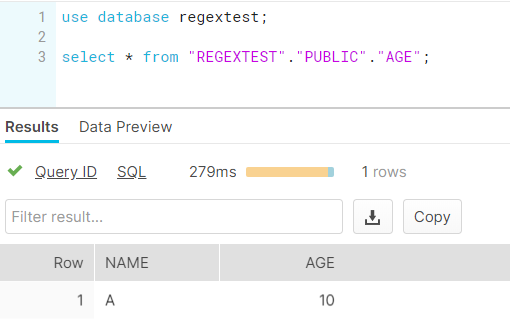 1 use database regextest;
2
3 select * from "REGEXTEST"."PUBLIC"."AGE";
Results Data Preview
Query ID SQL 279ms 1 rows
Filter result... Copy
Row NAME AGE
1 A 10